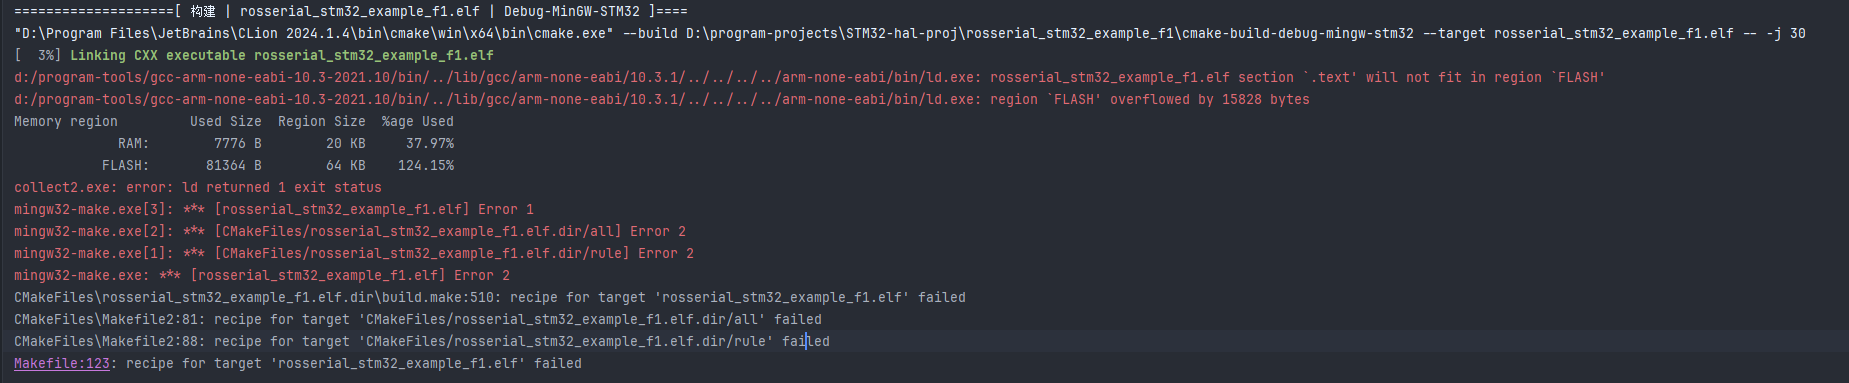 ====================[ 构建 | rosserial_stm32_example_f1.elf | Debug-MinGW-STM32 ]====
"D:\Program Files\JetBrains\CLion 2024.1.4\bin\cmake\win\x64\bin\cmake.exe" --build D:\program-projects\STM32-hal-proj\rosserial_stm32_example_f1\cmake-build-debug-mingw-stm32 --target rosserial_stm32_example_f1.elf -- -j 30
[  3%] Linking CXX executable rosserial_stm32_example_f1.elf
d:/program-tools/gcc-arm-none-eabi-10.3-2021.10/bin/../lib/gcc/arm-none-eabi/10.3.1/../../../../arm-none-eabi/bin/ld.exe: rosserial_stm32_example_f1.elf section `.text' will not fit in region `FLASH'
d:/program-tools/gcc-arm-none-eabi-10.3-2021.10/bin/../lib/gcc/arm-none-eabi/10.3.1/../../../../arm-none-eabi/bin/ld.exe: region `FLASH' overflowed by 15828 bytes
Memory region         Used Size  Region Size  %age Used
             RAM:        7776 B        20 KB     37.97%
           FLASH:       81364 B        64 KB    124.15%
collect2.exe: error: ld returned 1 exit status
mingw32-make.exe[3]: *** [rosserial_stm32_example_f1.elf] Error 1
mingw32-make.exe[2]: *** [CMakeFiles/rosserial_stm32_example_f1.elf.dir/all] Error 2
mingw32-make.exe[1]: *** [CMakeFiles/rosserial_stm32_example_f1.elf.dir/rule] Error 2
mingw32-make.exe: *** [rosserial_stm32_example_f1.elf] Error 2
CMakeFiles\rosserial_stm32_example_f1.elf.dir\build.make:510: recipe for target 'rosserial_stm32_example_f1.elf' failed
CMakeFiles\Makefile2:81: recipe for target 'CMakeFiles/rosserial_stm32_example_f1.elf.dir/all' failed
CMakeFiles\Makefile2:88: recipe for target 'CMakeFiles/rosserial_stm32_example_f1.elf.dir/rule' failed
Makefile:123: recipe for target 'rosserial_stm32_example_f1.elf' failed